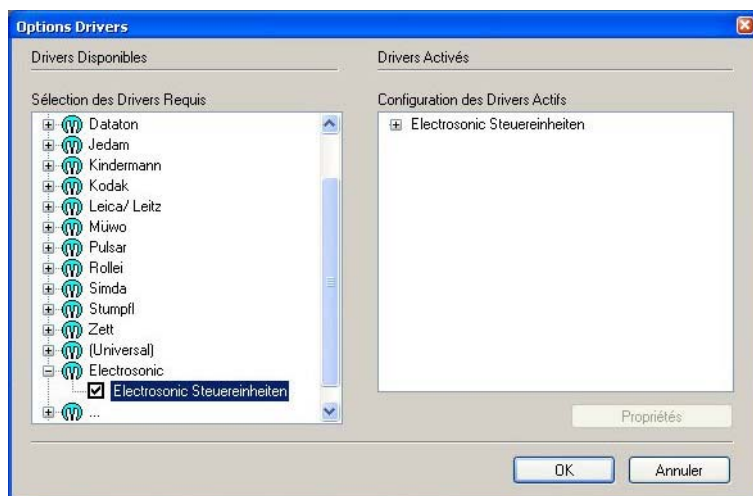 Options Drivers
Drivers Disponibles
Drivers Activés
Sélection des Drivers Requis
Configuration des Drivers Actifs
Dataton
Jedam
Kindermann
Kodak
Leica/ Leitz
Müwo
Pulsar
Rollei
Simda
Stumpfl
Zett
(Universal)
Electrosonic
Electrosonic Steuereinheiten
...
Electrosonic Steuereinheiten
Propriétés
OK
Annuler